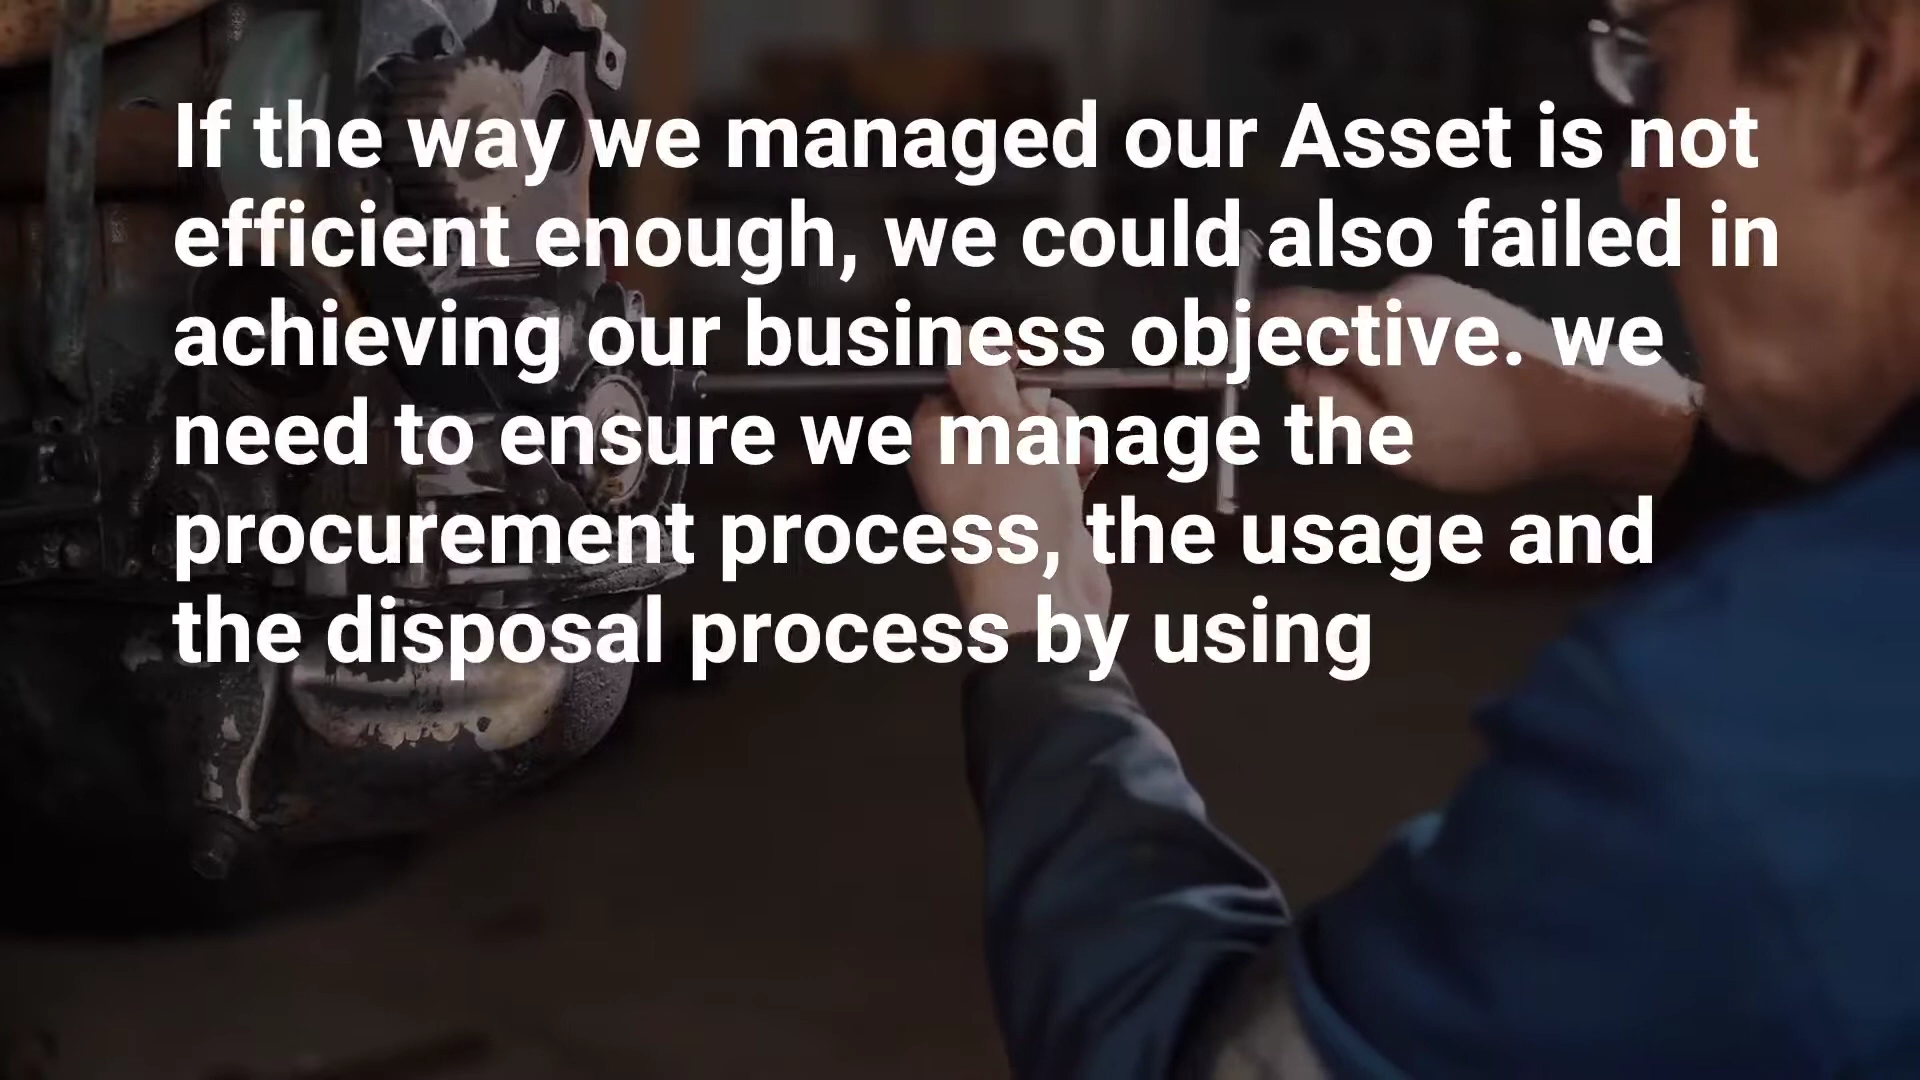 If the way we managed our Asset is not
efficient enough, we could also failed in
achieving our business objective. we
need to ensure we manage the
procurement process, the usage and
the disposal process by using